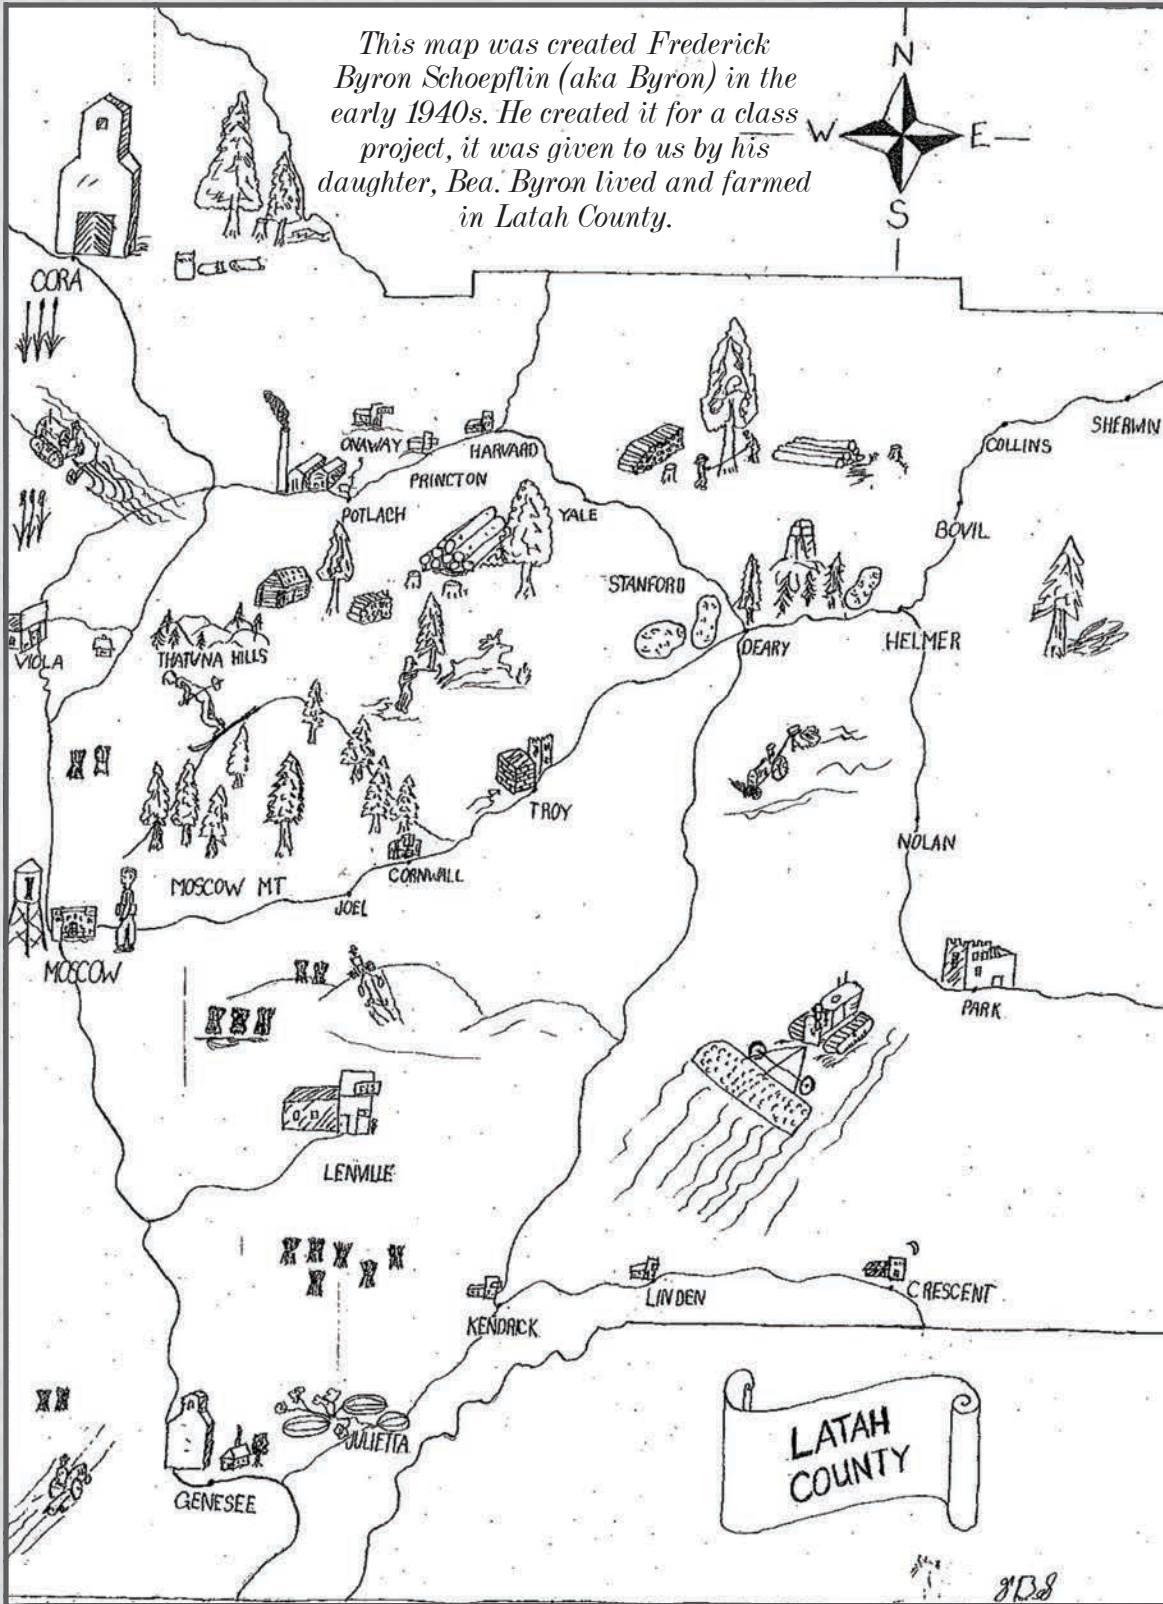 This map was created Frederick
Byron Schoepflin (aka Byron) in the
early 1940s. He created it for a class
project, it was given to us by his
daughter, Bea. Byron lived and farmed
in Latah County.
N
W E
S
CORA
SHERWIN
COLLINS
ONAWAY
HARVARD
PRINCTON
POTLACH
YALE
BOVIL
STANFORD
VIOLA
THATUNA HILLS
DEARY
HELMER
TROY
NOLAN
CORNWALL
MOSCOW MT
JOEL
MOSCOW
PARK
LENVILLE
LINDEN
CRESCENT
KENDRICK
JULIETTA
GENESEE
LATAH
COUNTY